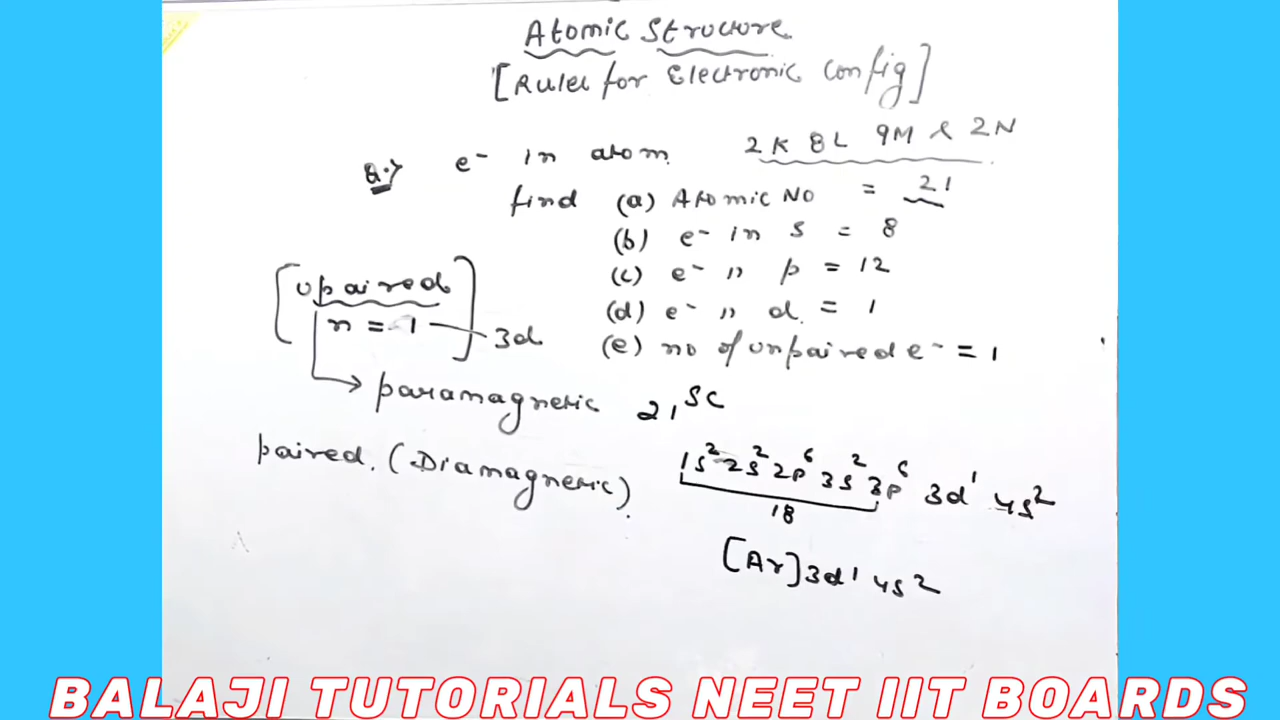 Atomic Structure
[Rules for Electronic Config]
Q.> e⁻ in atom 2K 8L 9M & 2N
find (a) Atomic No = 21
(b) e⁻ in s = 8
(c) e⁻ ,, p = 12
(d) e⁻ ,, d = 1
(e) no of unpaired e⁻ = 1
[upaired
n = 1] 3d
→ paramagnetic
paired. (Diamagnetic)
21 Sc
1s² 2s² 2p⁶ 3s² 3p⁶ 3d¹ 4s²
18
[Ar] 3d¹ 4s²
BALAJI TUTORIALS NEET IIT BOARDS